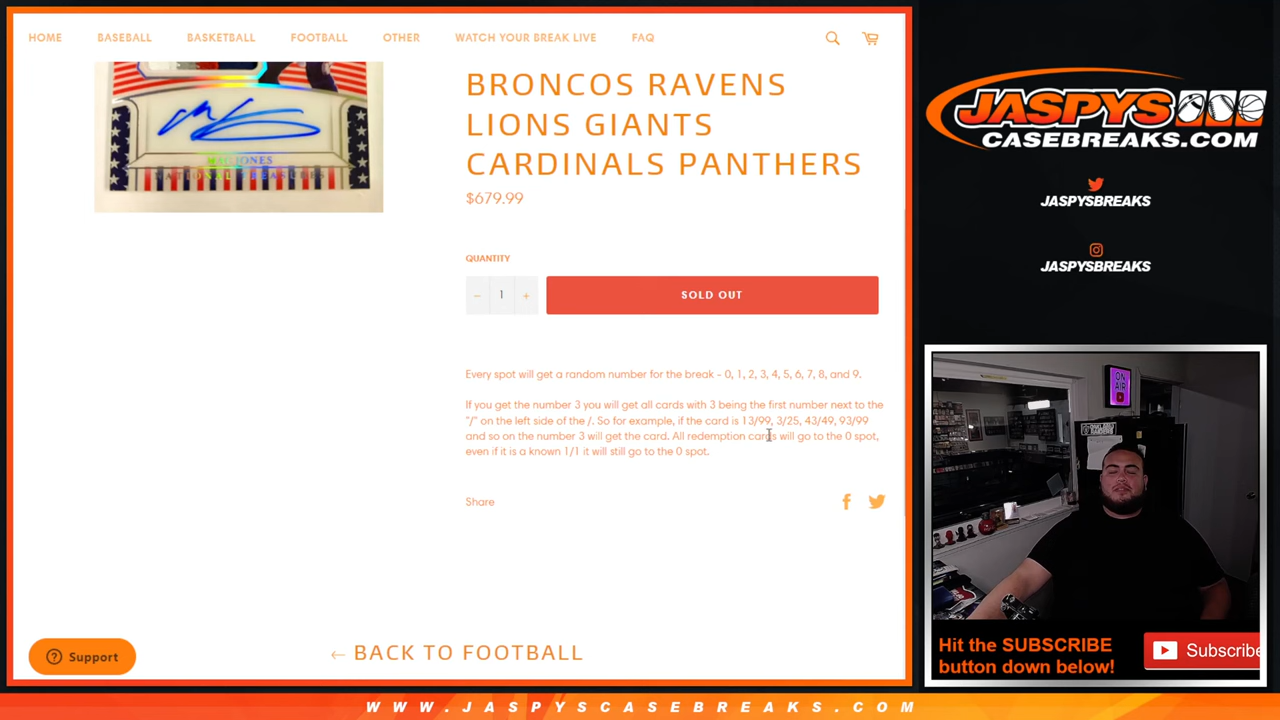 HOME BASEBALL BASKETBALL FOOTBALL OTHER WATCH YOUR BREAK LIVE FAQ
BRONCOS RAVENS
LIONS GIANTS
CARDINALS PANTHERS
$679.99
QUANTITY
− 1 +
SOLD OUT
Every spot will get a random number for the break - 0, 1, 2, 3, 4, 5, 6, 7, 8, and 9.
If you get the number 3 you will get all cards with 3 being the first number next to the
"/" on the left side of the /. So for example, if the card is 13/99, 3/25, 43/49, 93/99
and so on the number 3 will get the card. All redemption cards will go to the 0 spot,
even if it is a known 1/1 it will still go to the 0 spot.
Share
← BACK TO FOOTBALL
Support
MAC JONES
NATIONAL TREASURES
JASPYS
CASEBREAKS.COM
JASPYSBREAKS
JASPYSBREAKS
ON
AIR
Hit the SUBSCRIBE
button down below!
Subscribe
WWW.JASPYSCASEBREAKS.COM